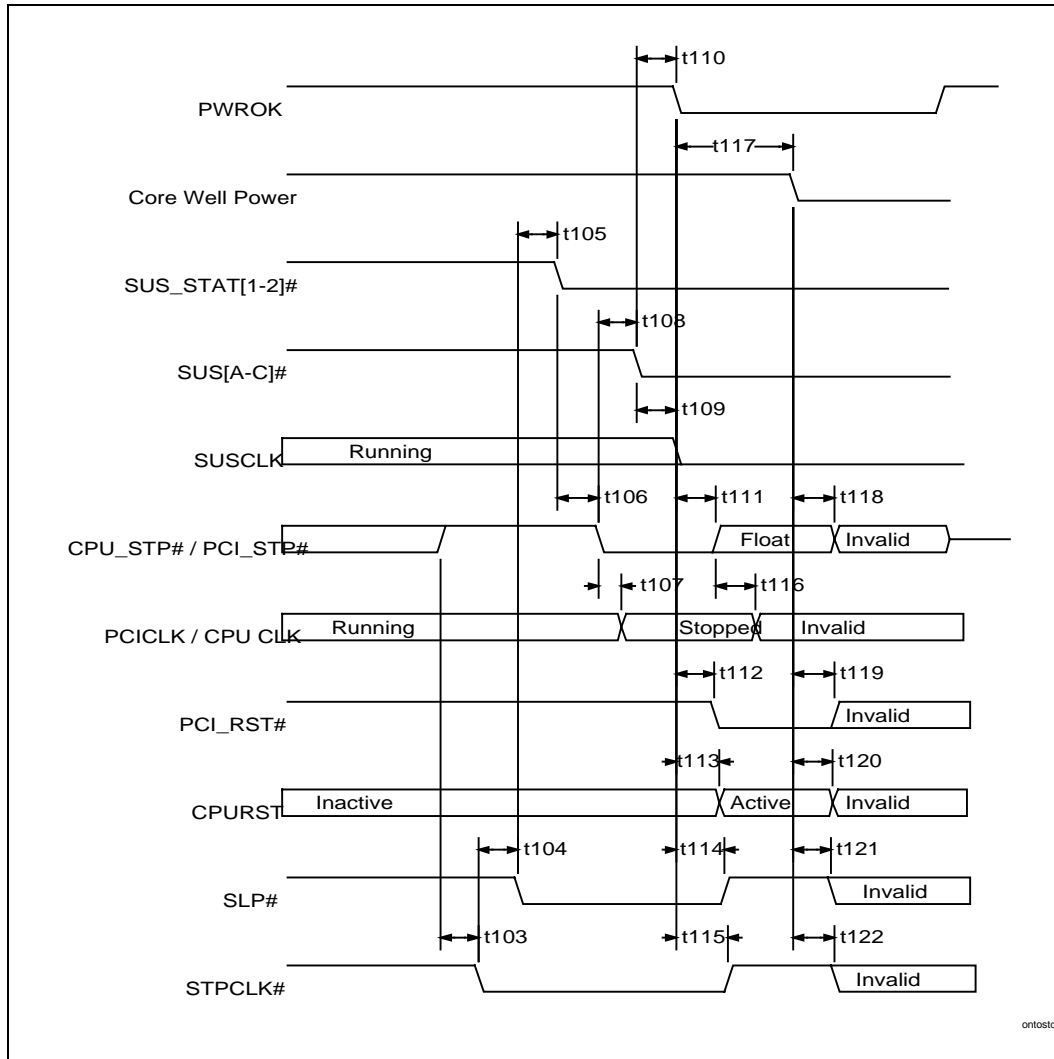 t110
PWROK
t117
Core Well Power
t105
SUS_STAT[1-2]#
t108
SUS[A-C]#
t109
SUSCLK Running
t106 t111 t118
CPU_STP# / PCI_STP# Float Invalid
t107 t116
PCICLK / CPU CLK Running Stopped Invalid
t112 t119
PCI_RST# Invalid
t113 t120
CPURST Inactive Active Invalid
t104 t114 t121
SLP# Invalid
t103 t115 t122
STPCLK# Invalid